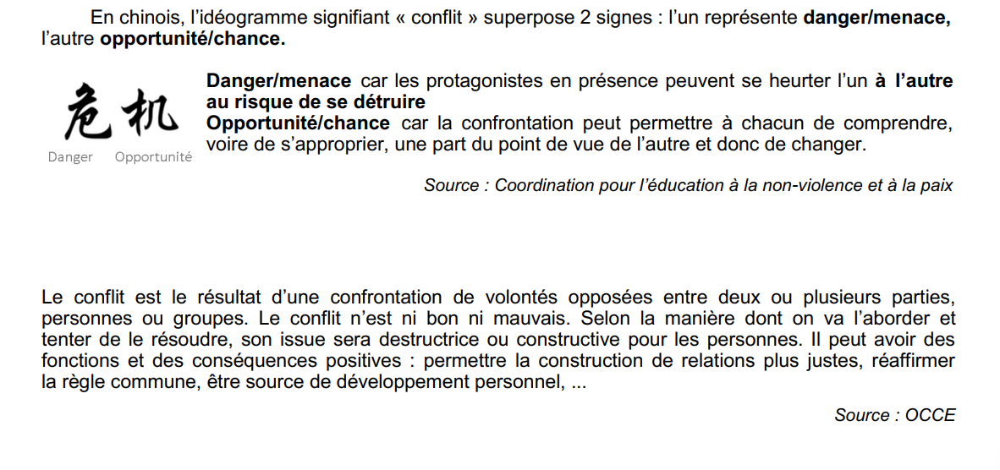 En chinois, l’idéogramme signifiant « conflit » superpose 2 signes : l’un représente danger/menace,
l’autre opportunité/chance.
危机
Danger Opportunité
Danger/menace car les protagonistes en présence peuvent se heurter l’un à l’autre
au risque de se détruire
Opportunité/chance car la confrontation peut permettre à chacun de comprendre,
voire de s’approprier, une part du point de vue de l’autre et donc de changer.
Source : Coordination pour l’éducation à la non-violence et à la paix
Le conflit est le résultat d’une confrontation de volontés opposées entre deux ou plusieurs parties,
personnes ou groupes. Le conflit n’est ni bon ni mauvais. Selon la manière dont on va l’aborder et
tenter de le résoudre, son issue sera destructrice ou constructive pour les personnes. Il peut avoir des
fonctions et des conséquences positives : permettre la construction de relations plus justes, réaffirmer
la règle commune, être source de développement personnel, ...
Source : OCCE